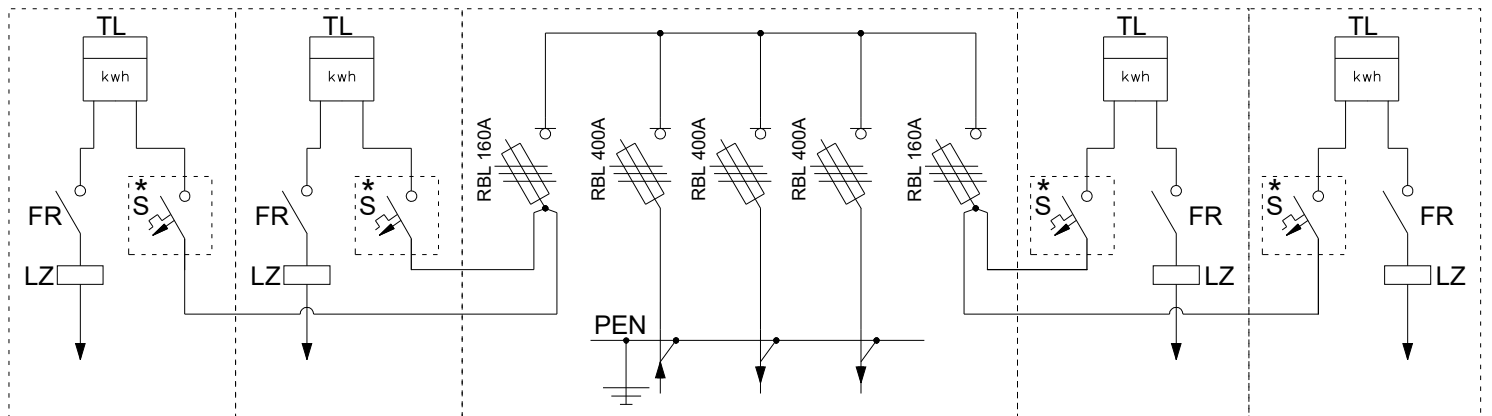 TL
TL
TL
TL
kwh
kwh
kwh
kwh
RBL 160A
RBL 400A
RBL 400A
RBL 400A
RBL 160A
*
*
*
*
S
S
S
S
FR
FR
FR
FR
LZ
LZ
LZ
LZ
PEN